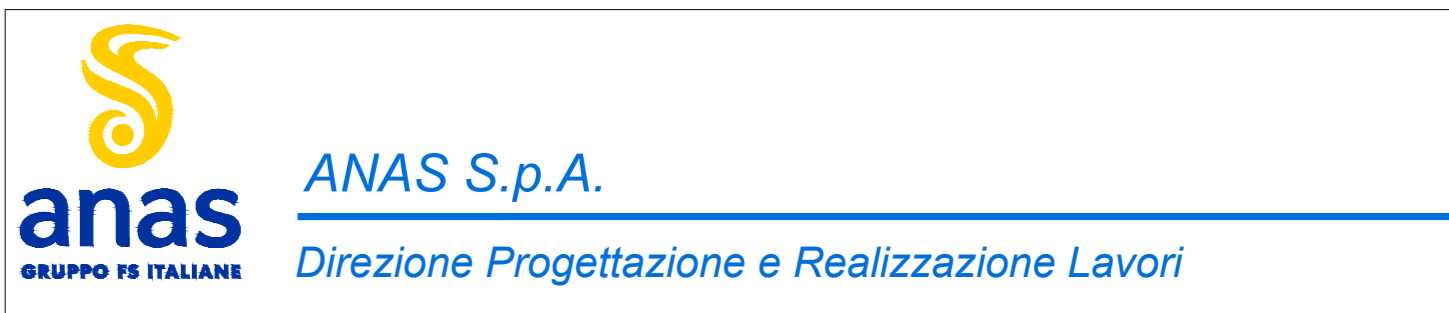 anas
GRUPPO FS ITALIANE
ANAS S.p.A.
Direzione Progettazione e Realizzazione Lavori